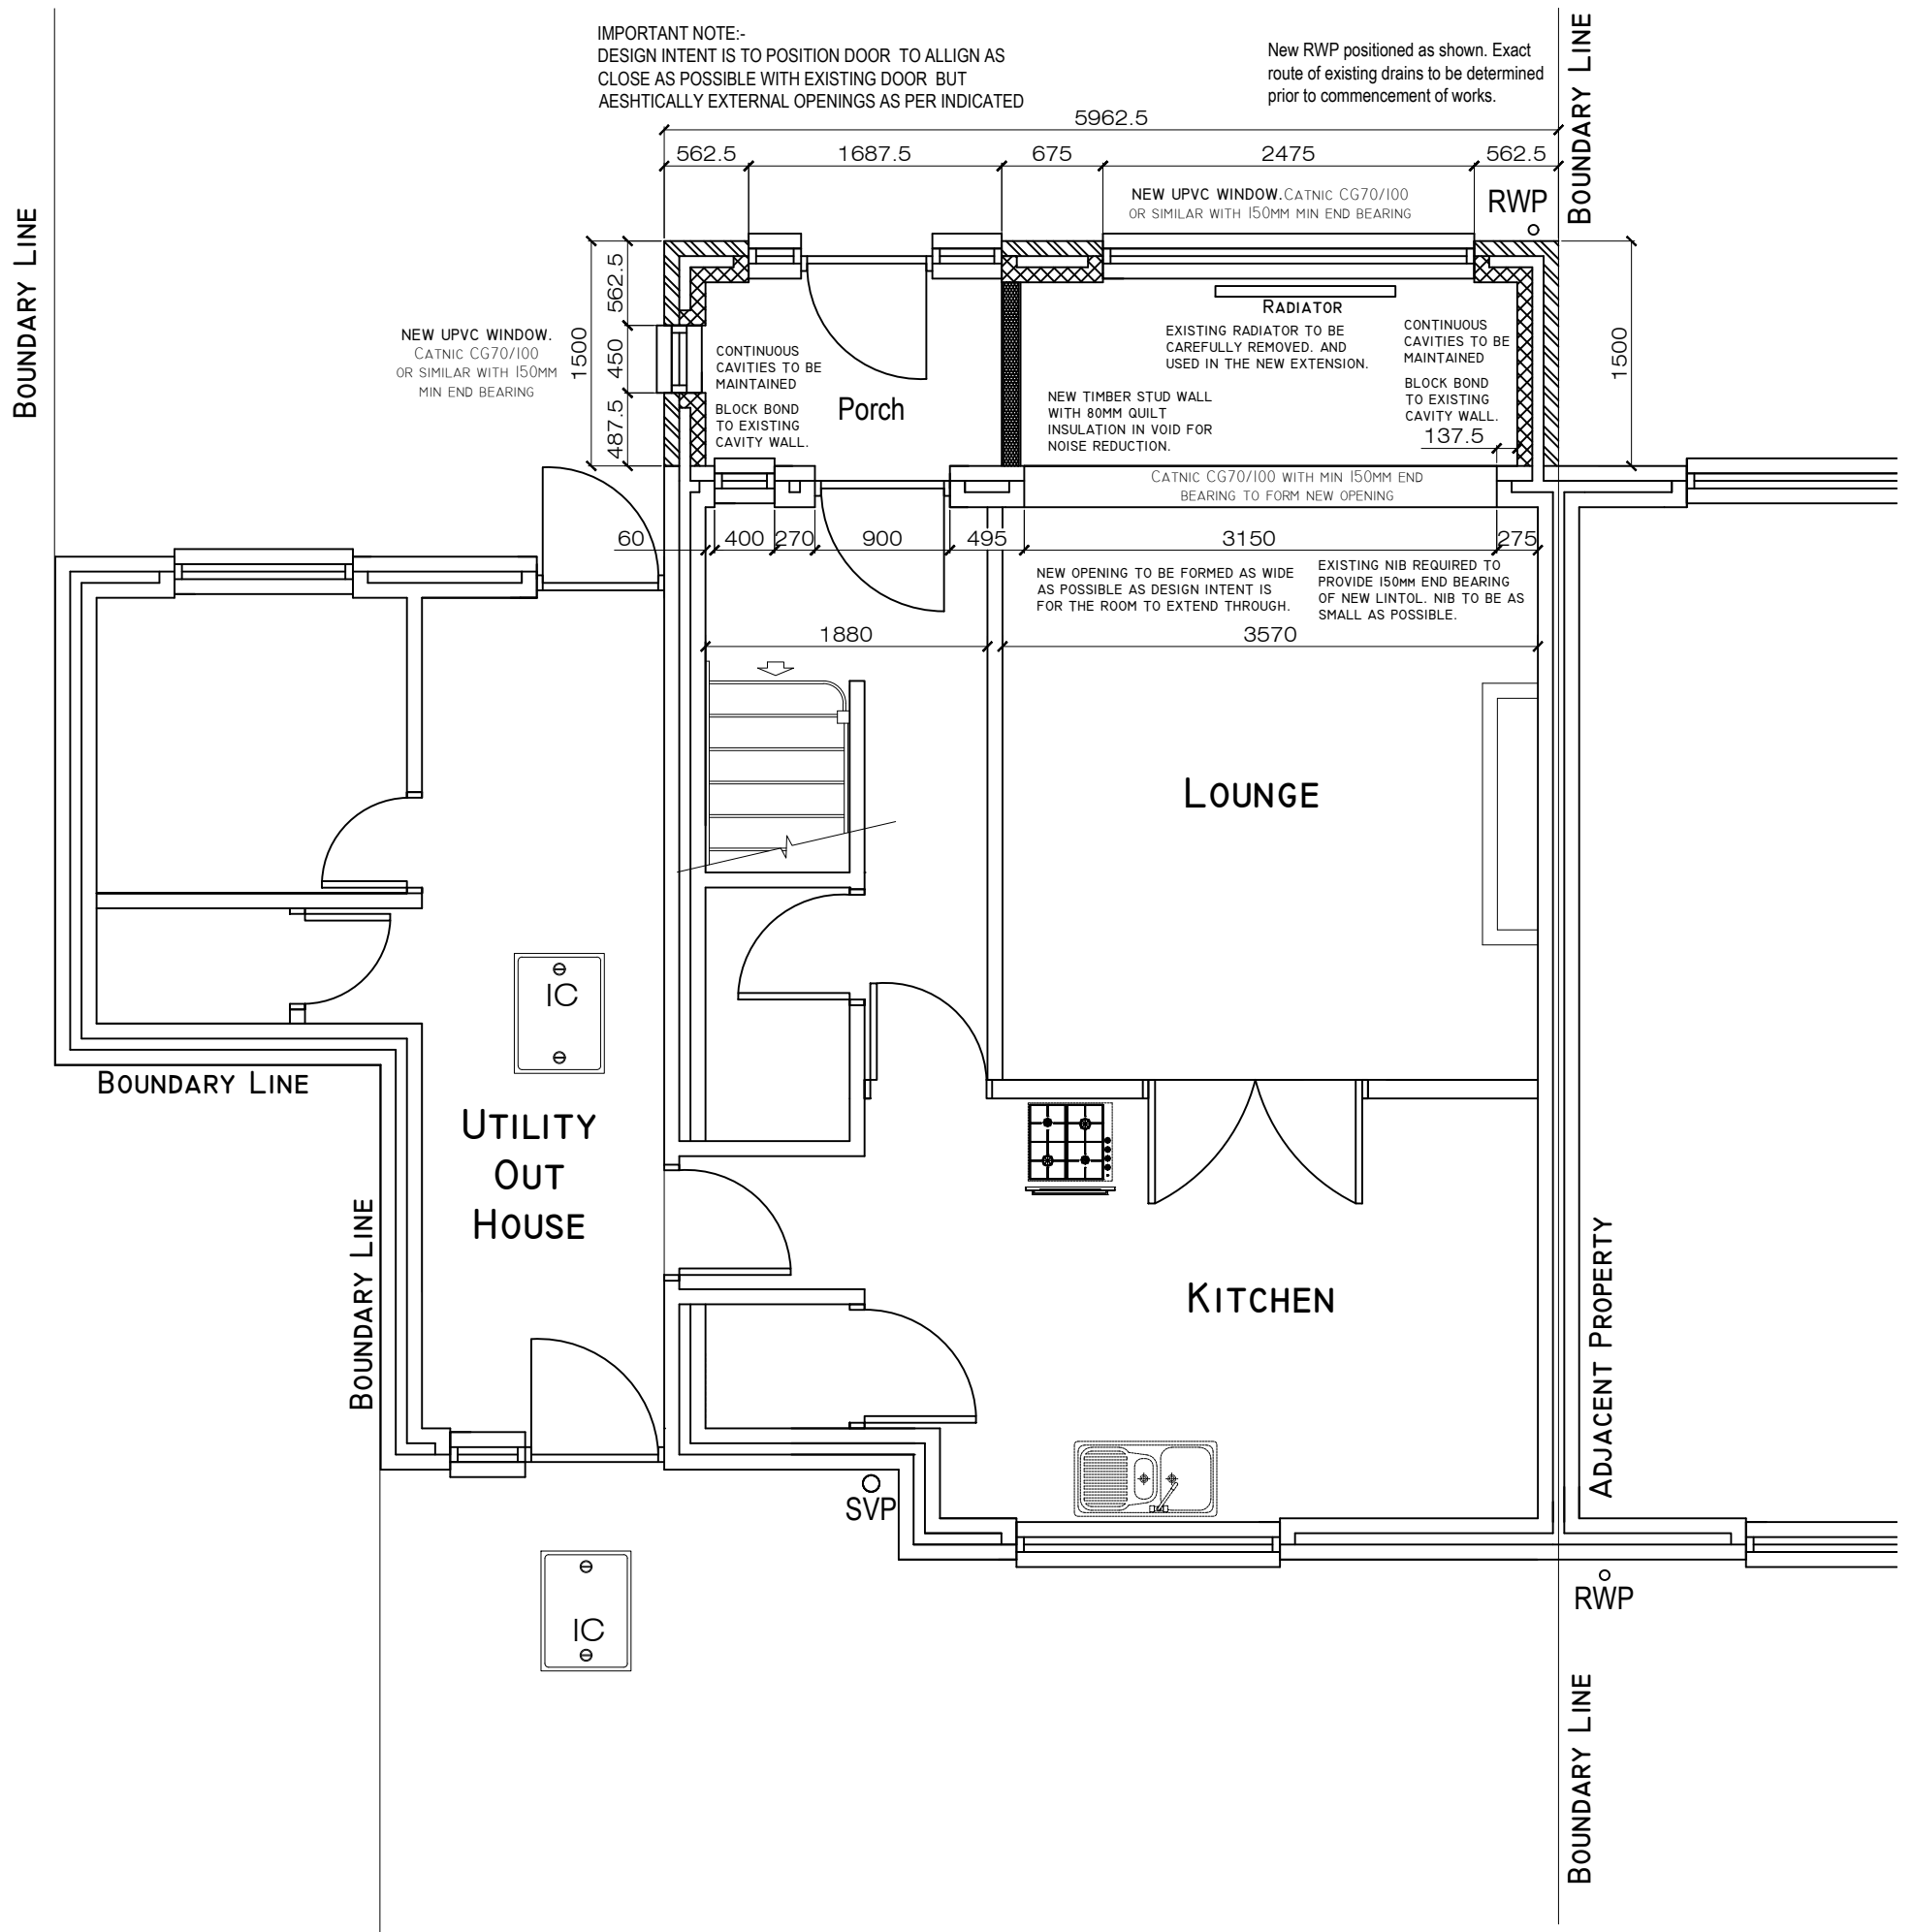 IMPORTANT NOTE:-
DESIGN INTENT IS TO POSITION DOOR TO ALLIGN AS
CLOSE AS POSSIBLE WITH EXISTING DOOR BUT
AESHTICALLY EXTERNAL OPENINGS AS PER INDICATED
New RWP positioned as shown. Exact
route of existing drains to be determined
prior to commencement of works.
BOUNDARY LINE
BOUNDARY LINE
5962.5
562.5
1687.5
675
2475
562.5
NEW UPVC WINDOW. CATNIC CG70/100
OR SIMILAR WITH 150MM MIN END BEARING
RWP
NEW UPVC WINDOW.
CATNIC CG70/100
OR SIMILAR WITH 150MM
MIN END BEARING
1500
562.5
450
487.5
CONTINUOUS
CAVITIES TO BE
MAINTAINED
BLOCK BOND
TO EXISTING
CAVITY WALL.
Porch
RADIATOR
EXISTING RADIATOR TO BE
CAREFULLY REMOVED. AND
USED IN THE NEW EXTENSION.
NEW TIMBER STUD WALL
WITH 80MM QUILT
INSULATION IN VOID FOR
NOISE REDUCTION.
CONTINUOUS
CAVITIES TO BE
MAINTAINED
BLOCK BOND
TO EXISTING
CAVITY WALL.
137.5
1500
CATNIC CG70/100 WITH MIN 150MM END
BEARING TO FORM NEW OPENING
60
400
270
900
495
3150
275
NEW OPENING TO BE FORMED AS WIDE
AS POSSIBLE AS DESIGN INTENT IS
FOR THE ROOM TO EXTEND THROUGH.
EXISTING NIB REQUIRED TO
PROVIDE 150MM END BEARING
OF NEW LINTOL. NIB TO BE AS
SMALL AS POSSIBLE.
1880
3570
LOUNGE
IC
BOUNDARY LINE
UTILITY
OUT
HOUSE
BOUNDARY LINE
KITCHEN
ADJACENT PROPERTY
SVP
IC
RWP
BOUNDARY LINE